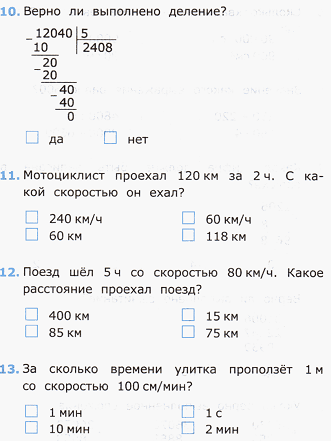 10. Верно ли выполнено деление?
12040 5
10 2408
20
20
40
40
0
да нет
11. Мотоциклист проехал 120 км за 2 ч. С ка-
кой скоростью он ехал?
240 км/ч 60 км/ч
60 км 118 км
12. Поезд шёл 5 ч со скоростью 80 км/ч. Какое
расстояние проехал поезд?
400 км 15 км
85 км 75 км
13. За сколько времени улитка проползёт 1 м
со скоростью 100 см/мин?
1 мин 1 с
10 мин 2 мин